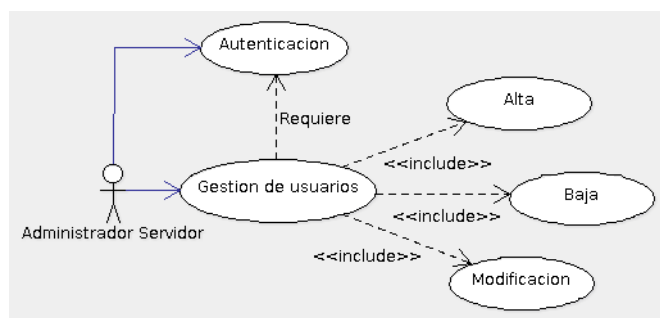 Autenticacion
Requiere
Alta
<<include>>
Gestion de usuarios
Baja
<<include>>
Administrador Servidor
<<include>>
Modificacion